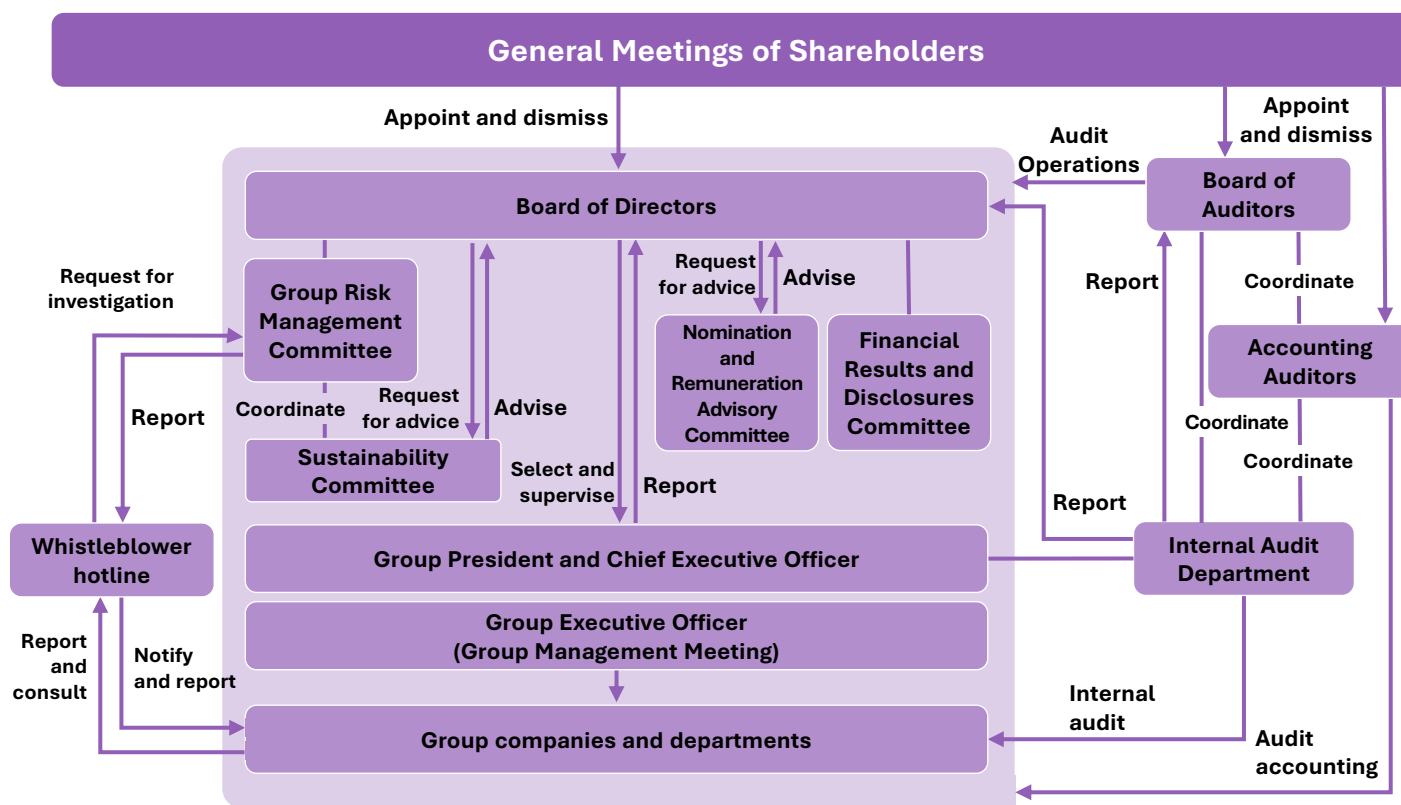 General Meetings of Shareholders
Appoint and dismiss
Appoint
and dismiss
Audit
Operations
Board of
Auditors
Board of Directors
Request for
investigation
Group Risk
Management
Committee
Request
for advice
Advise
Report
Coordinate
Nomination
and
Remuneration
Advisory
Committee
Financial
Results and
Disclosures
Committee
Accounting
Auditors
Report
Coordinate
Request
for advice
Advise
Coordinate
Coordinate
Sustainability
Committee
Select and
supervise
Report
Report
Whistleblower
hotline
Group President and Chief Executive Officer
Internal Audit
Department
Group Executive Officer
(Group Management Meeting)
Report
and
consult
Notify
and report
Internal
audit
Group companies and departments
Audit
accounting